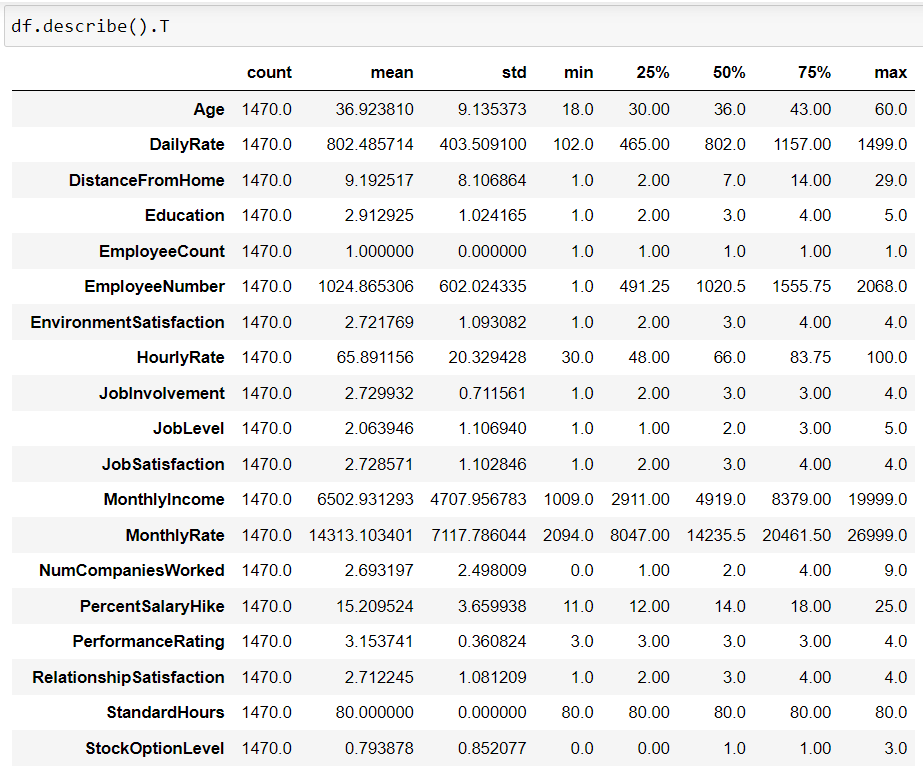 df.describe().T
count mean std min 25% 50% 75% max
Age 1470.0 36.923810 9.135373 18.0 30.00 36.0 43.00 60.0
DailyRate 1470.0 802.485714 403.509100 102.0 465.00 802.0 1157.00 1499.0
DistanceFromHome 1470.0 9.192517 8.106864 1.0 2.00 7.0 14.00 29.0
Education 1470.0 2.912925 1.024165 1.0 2.00 3.0 4.00 5.0
EmployeeCount 1470.0 1.000000 0.000000 1.0 1.00 1.0 1.00 1.0
EmployeeNumber 1470.0 1024.865306 602.024335 1.0 491.25 1020.5 1555.75 2068.0
EnvironmentSatisfaction 1470.0 2.721769 1.093082 1.0 2.00 3.0 4.00 4.0
HourlyRate 1470.0 65.891156 20.329428 30.0 48.00 66.0 83.75 100.0
JobInvolvement 1470.0 2.729932 0.711561 1.0 2.00 3.0 3.00 4.0
JobLevel 1470.0 2.063946 1.106940 1.0 1.00 2.0 3.00 5.0
JobSatisfaction 1470.0 2.728571 1.102846 1.0 2.00 3.0 4.00 4.0
MonthlyIncome 1470.0 6502.931293 4707.956783 1009.0 2911.00 4919.0 8379.00 19999.0
MonthlyRate 1470.0 14313.103401 7117.786044 2094.0 8047.00 14235.5 20461.50 26999.0
NumCompaniesWorked 1470.0 2.693197 2.498009 0.0 1.00 2.0 4.00 9.0
PercentSalaryHike 1470.0 15.209524 3.659938 11.0 12.00 14.0 18.00 25.0
PerformanceRating 1470.0 3.153741 0.360824 3.0 3.00 3.0 3.00 4.0
RelationshipSatisfaction 1470.0 2.712245 1.081209 1.0 2.00 3.0 4.00 4.0
StandardHours 1470.0 80.000000 0.000000 80.0 80.00 80.0 80.00 80.0
StockOptionLevel 1470.0 0.793878 0.852077 0.0 0.00 1.0 1.00 3.0